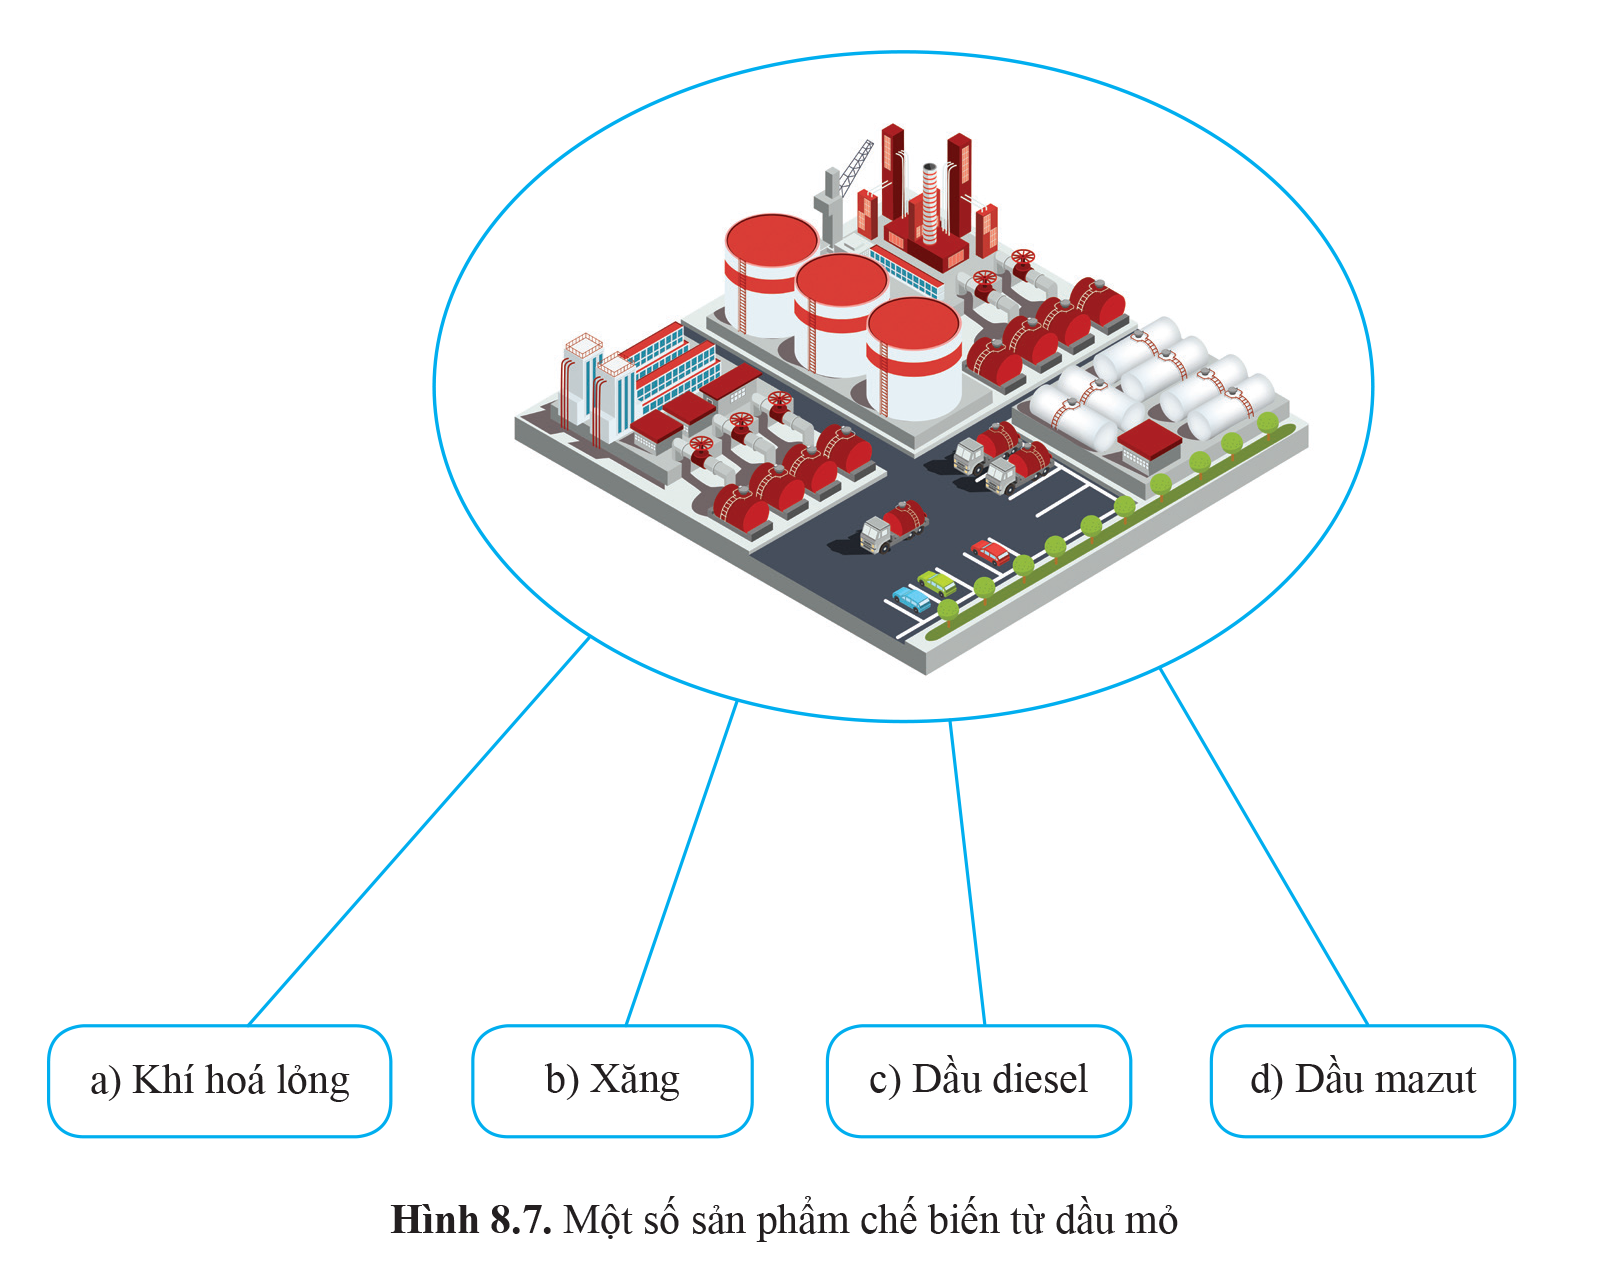 a) Khí hoá lỏng
b) Xăng
c) Dầu diesel
d) Dầu mazut
Hình 8.7. Một số sản phẩm chế biến từ dầu mỏ